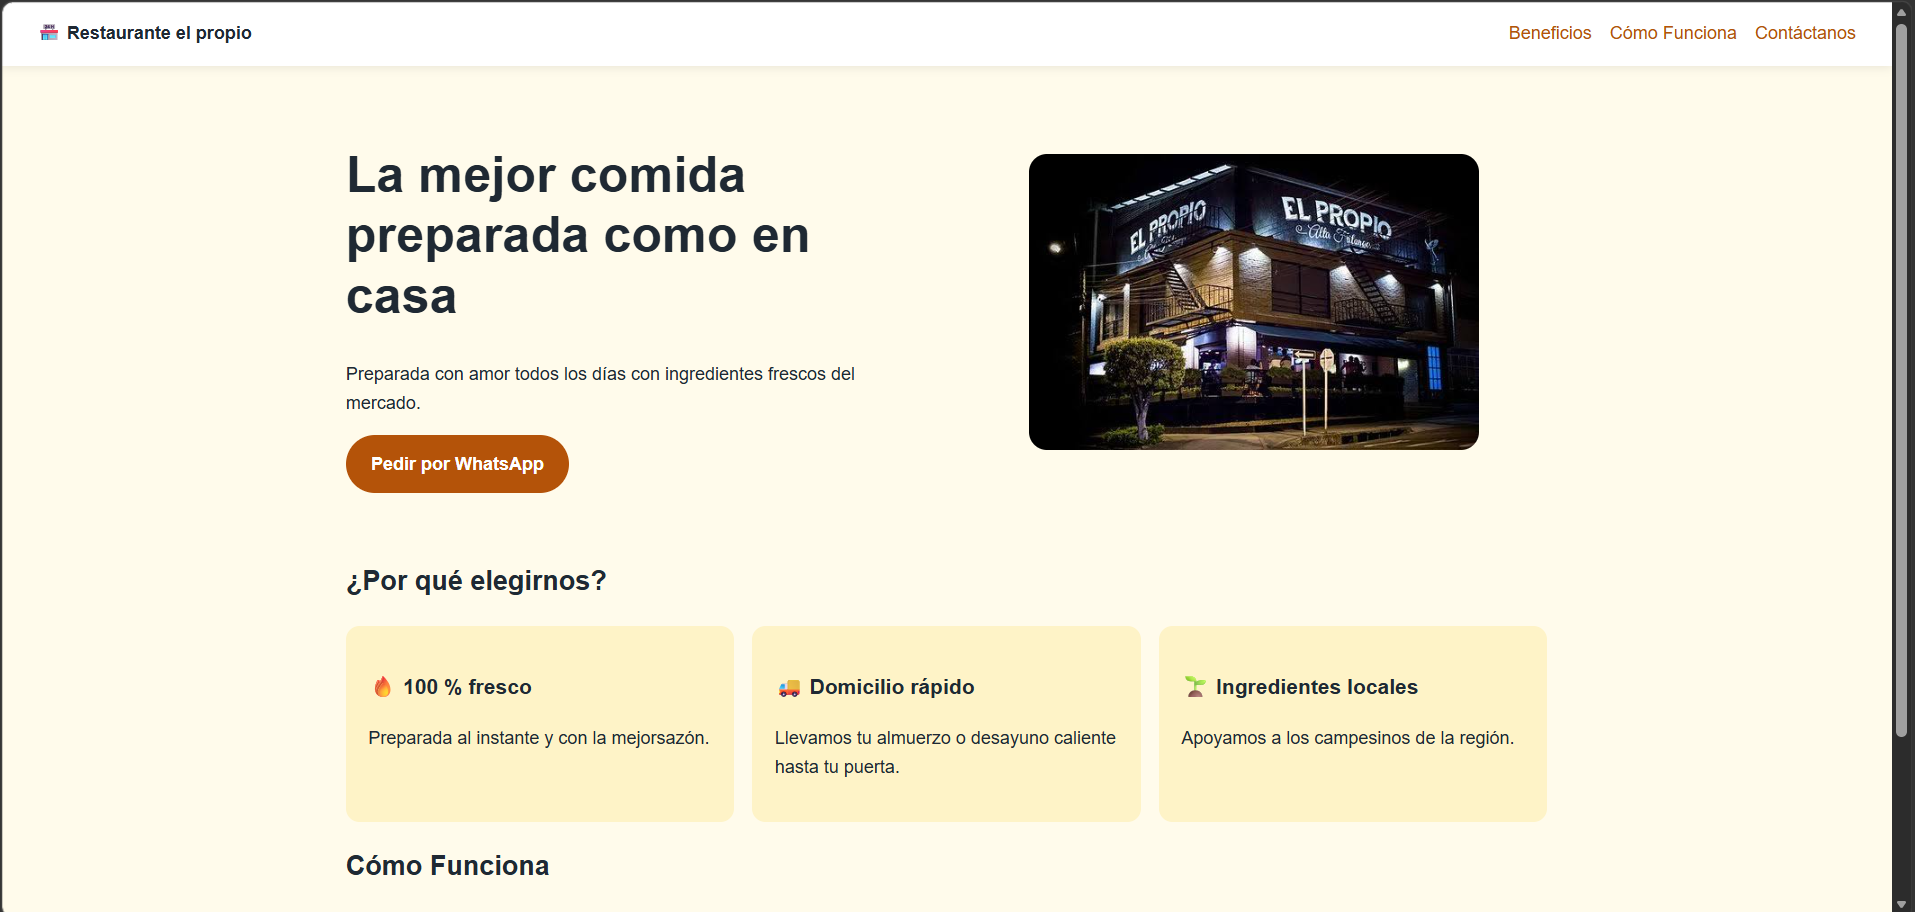 Restaurante el propio
Beneficios Cómo Funciona Contáctanos
La mejor comida
preparada como en
casa
Preparada con amor todos los días con ingredientes frescos del
mercado.
Pedir por WhatsApp
EL PROPIO
EL PROPIO
¿Por qué elegirnos?
100 % fresco
Preparada al instante y con la mejorsazón.
Domicilio rápido
Llevamos tu almuerzo o desayuno caliente
hasta tu puerta.
Ingredientes locales
Apoyamos a los campesinos de la región.
Cómo Funciona